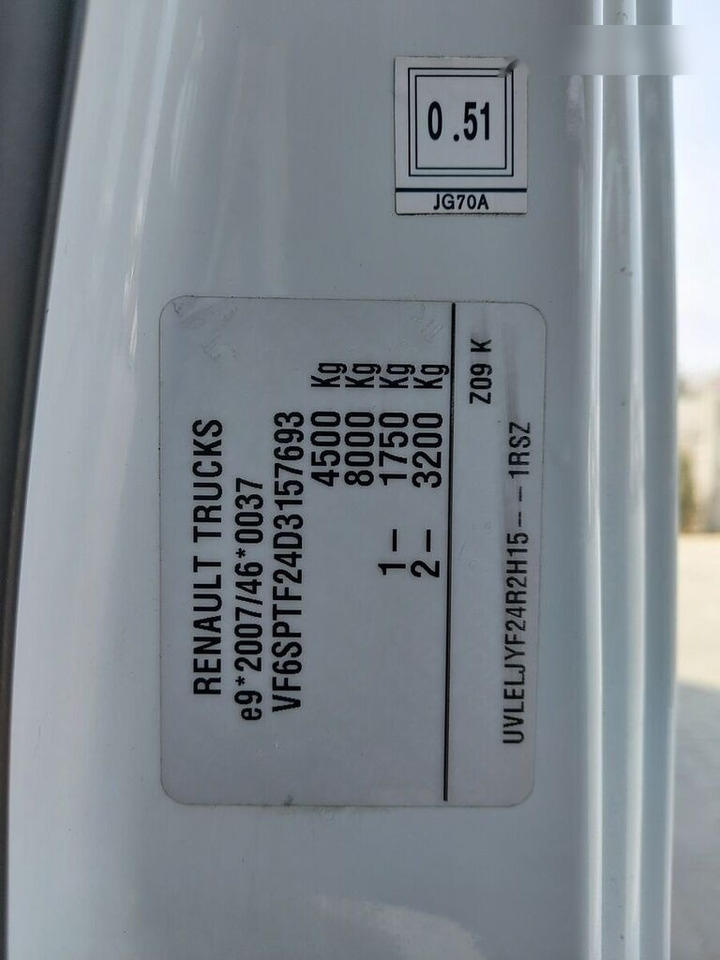 0.51
JG70A
RENAULT TRUCKS
e9*2007/46*0037
VF6SPTF24D3157693
4500 Kg
8000 Kg
1– 1750 Kg
2– 3200 Kg
Z09 K
UVLELJYF24R2H15–– 1RSZ